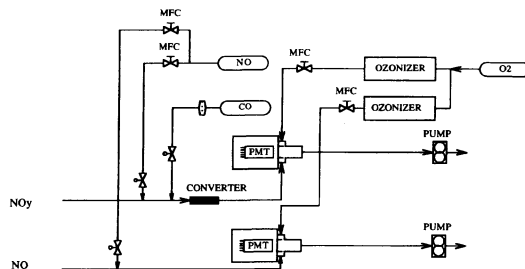 MFC
MFC
NO
MFC
OZONIZER
O2
MFC
OZONIZER
CO
PMT
PUMP
CONVERTER
NOy
PUMP
PMT
NO